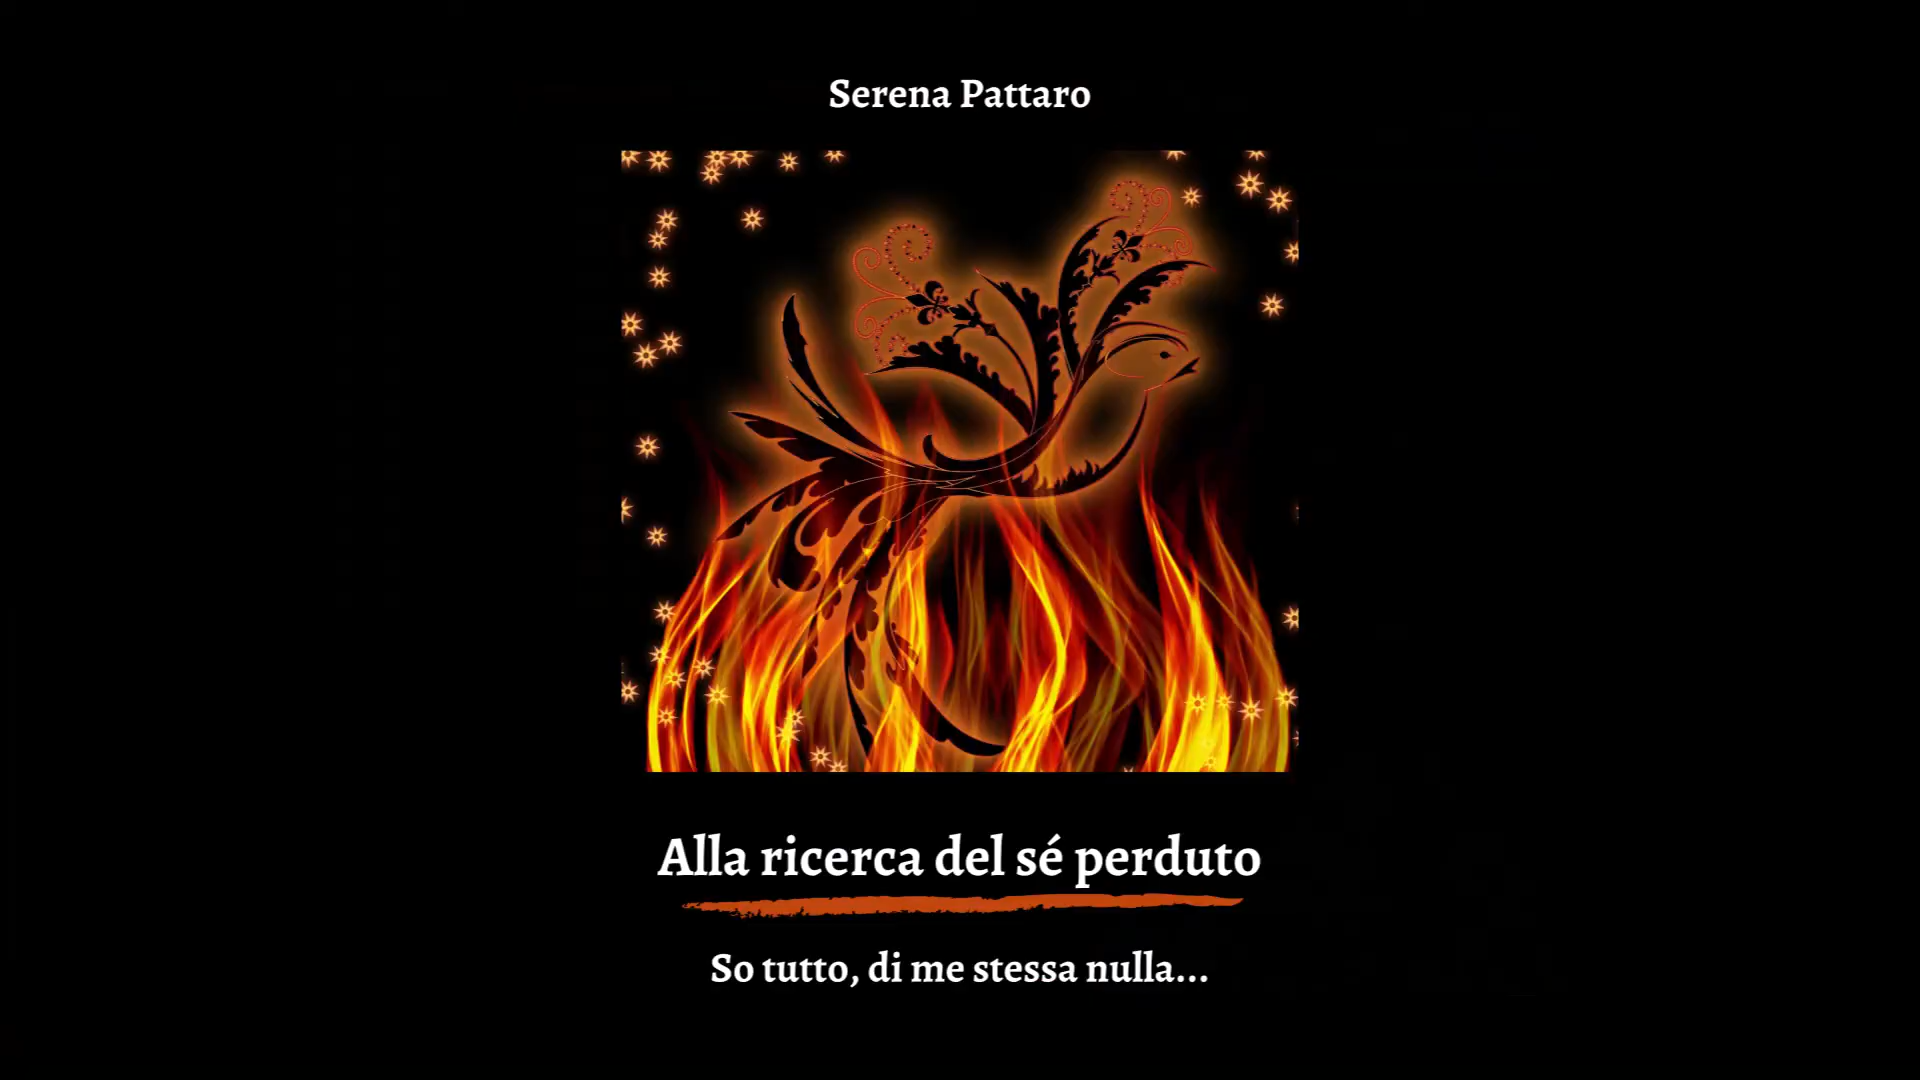 Serena Pattaro
Alla ricerca del sé perduto
So tutto, di me stessa nulla...